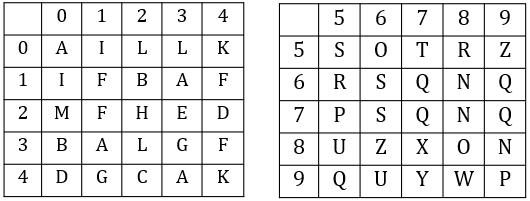 0 1 2 3 4
0 A I L L K
1 I F B A F
2 M F H E D
3 B A L G F
4 D G C A K
5 6 7 8 9
5 S O T R Z
6 R S Q N Q
7 P S Q N Q
8 U Z X O N
9 Q U Y W P